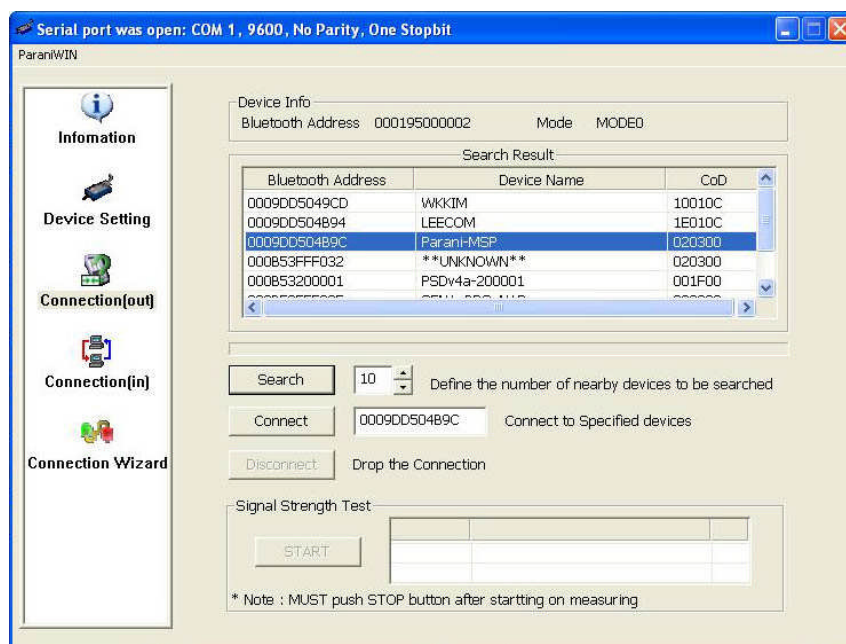 Serial port was open: COM 1, 9600, No Parity, One Stopbit
ParaniWIN
Infomation
Device Setting
Connection(out)
Connection(in)
Connection Wizard
Device Info
Bluetooth Address 000195000002 Mode MODE0
Search Result
Bluetooth Address Device Name CoD
0009DD5049CD WKKIM 10010C
0009DD504B94 LEECOM 1E010C
0009DD504B9C Parani-MSP 020300
000B53FFF032 **UNKNOWN** 020300
000B53200001 PSDv4a-200001 001F00
Search 10 Define the number of nearby devices to be searched
Connect 0009DD504B9C Connect to Specified devices
Disconnect Drop the Connection
Signal Strength Test
START
* Note : MUST push STOP button after startting on measuring